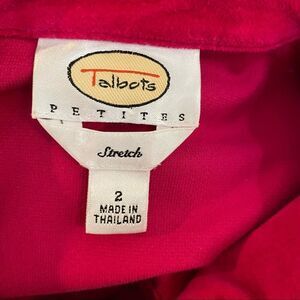 Talbots
PETITES
Stretch
2
MADE IN
THAILAND